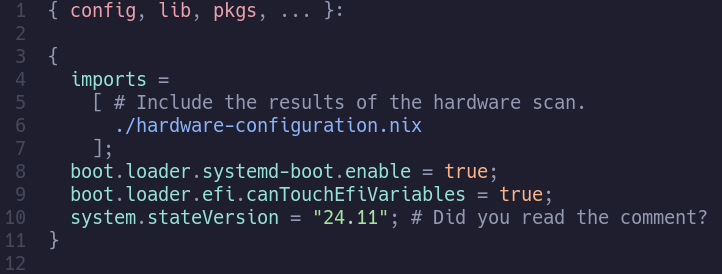 1 { config, lib, pkgs, ... }:
2
3 {
4   imports =
5     [ # Include the results of the hardware scan.
6       ./hardware-configuration.nix
7     ];
8   boot.loader.systemd-boot.enable = true;
9   boot.loader.efi.canTouchEfiVariables = true;
10   system.stateVersion = "24.11"; # Did you read the comment?
11 }
12